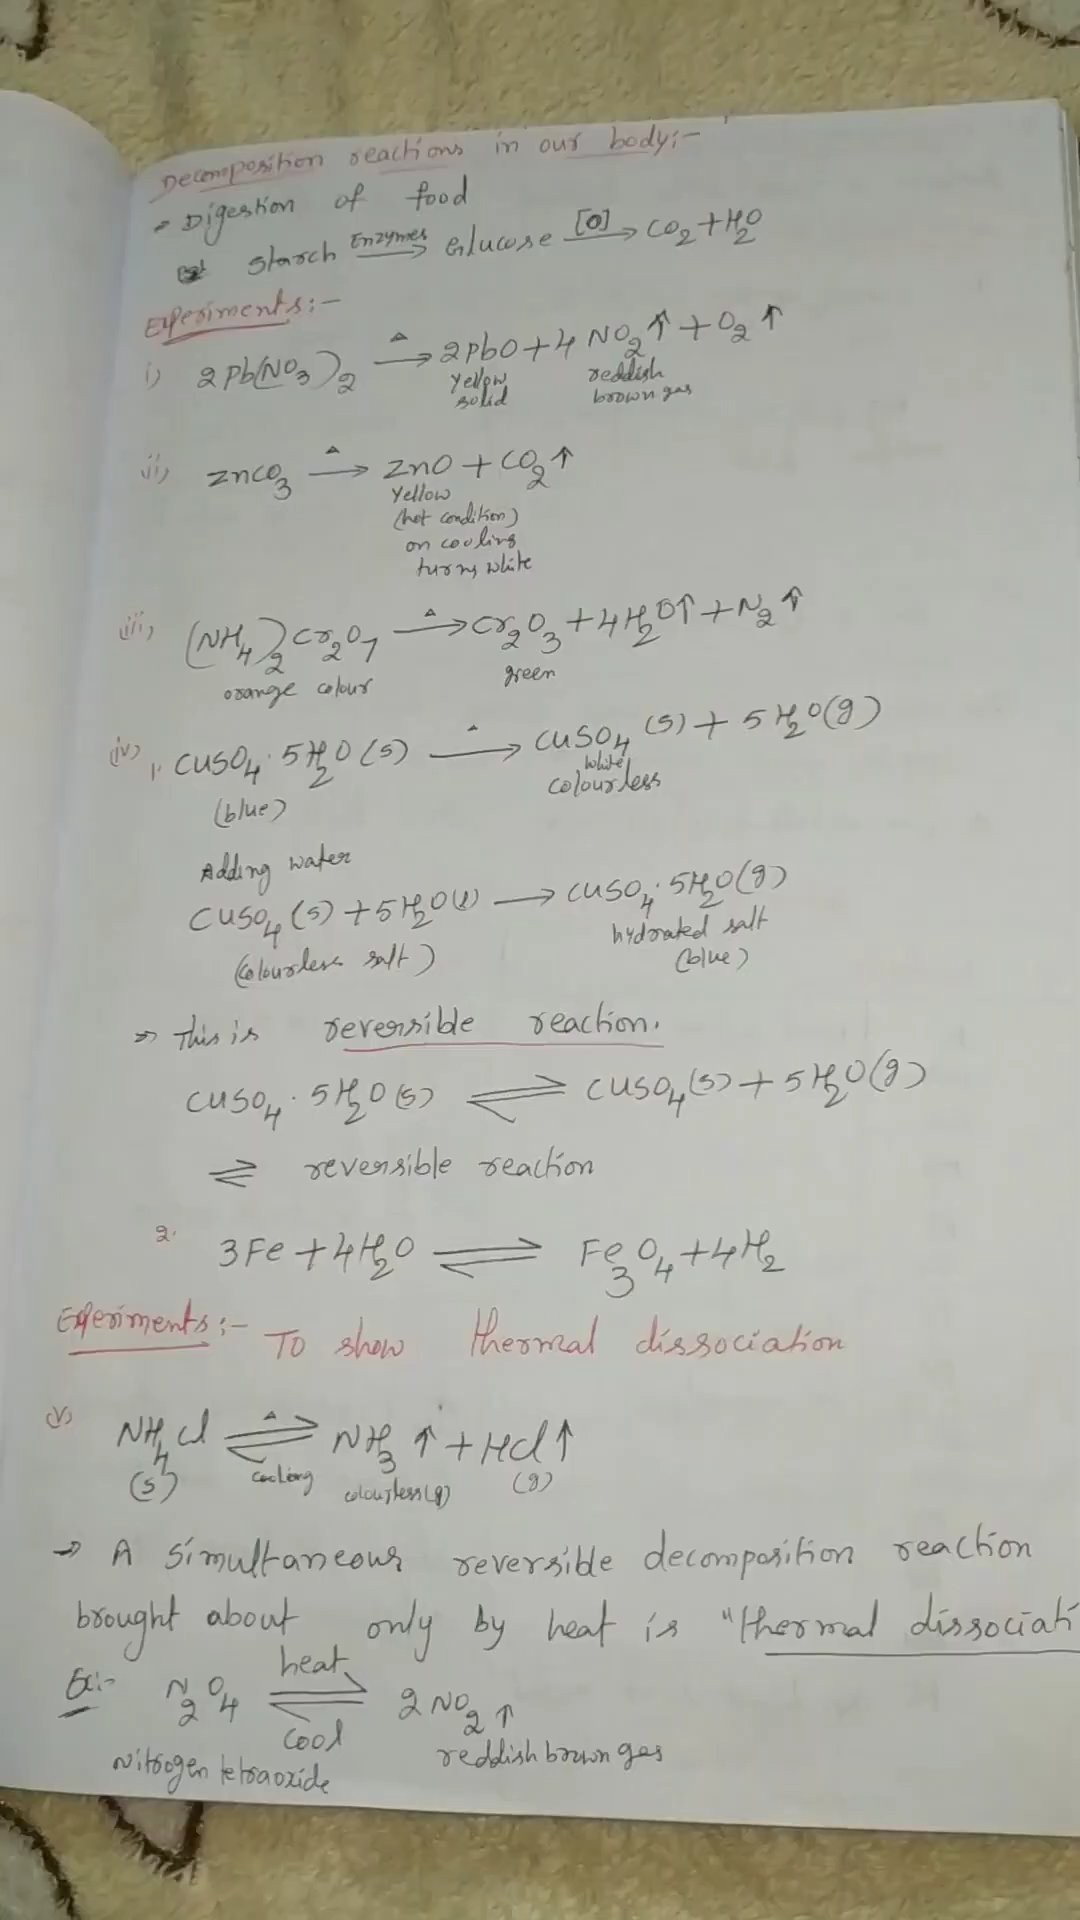 Decomposition reactions in our body:-
→ Digestion of food
starch —Enzymes→ Glucose —[O]→ CO₂ + H₂O
Experiments:-
i) 2Pb(NO₃)₂ —Δ→ 2PbO + 4NO₂↑ + O₂↑
yellow solid reddish brown gas
ii) ZnCO₃ —Δ→ ZnO + CO₂↑
Yellow
(hot condition)
on cooling
turns white
iii) (NH₄)₂Cr₂O₇ —Δ→ Cr₂O₃ + 4H₂O↑ + N₂↑
orange colour green
(iv) 1. CuSO₄·5H₂O(s) —Δ→ CuSO₄(s) + 5H₂O(g)
(blue) white colourless
Adding water
CuSO₄(s) + 5H₂O(l) → CuSO₄·5H₂O(g)
(colourless salt) hydrated salt
(blue)
⇒ This is reversible reaction.
CuSO₄·5H₂O(s) ⇌ CuSO₄(s) + 5H₂O(g)
⇌ reversible reaction
2. 3Fe + 4H₂O ⇌ Fe₃O₄ + 4H₂
Experiments:- To show thermal dissociation
(v) NH₄Cl ⇌ NH₃↑ + HCl↑
Δ
(s) cooling colourless(g) (g)
→ A simultaneous reversible decomposition reaction
brought about only by heat is "thermal dissociati
Ex:- N₂O₄ ⇌ 2NO₂↑
heat
cool
Nitrogen tetraoxide reddish brown gas